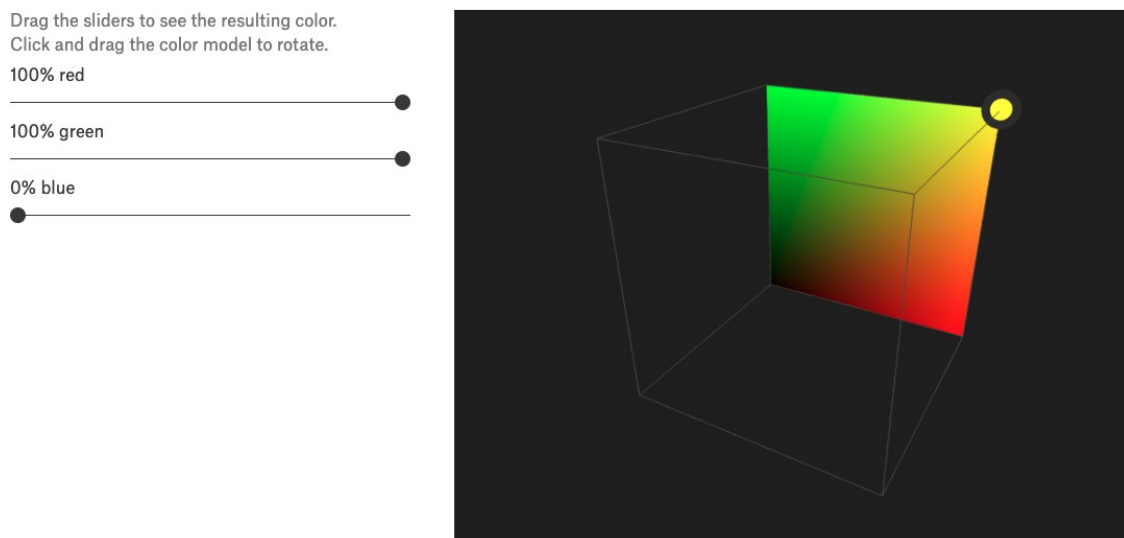 Drag the sliders to see the resulting color.
Click and drag the color model to rotate.
100% red
100% green
0% blue